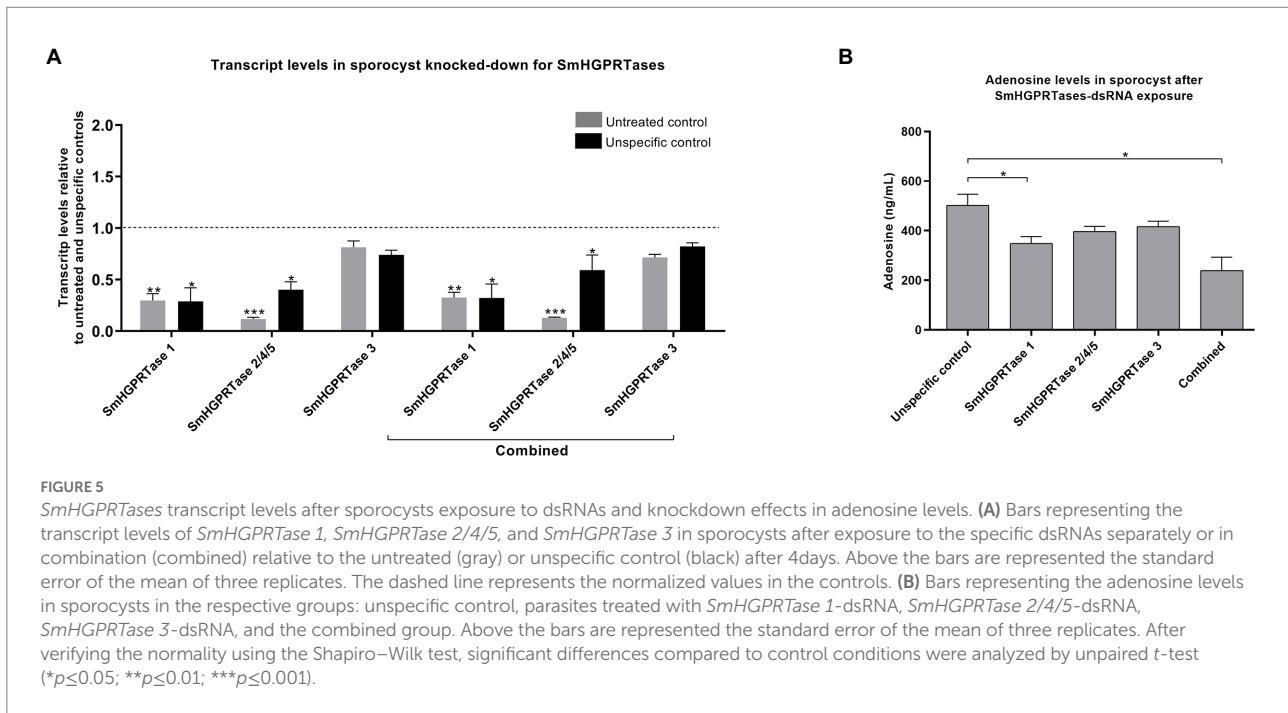 A
Transcript levels in sporocyst knocked-down for SmHGPRTases
Transcritp levels relative
to untreated and unspecific controls
2.0
1.5
1.0
0.5
0.0
Untreated control
Unspecific control
** * *** * ** * *** *
SmHGPRTase 1
SmHGPRTase 2/4/5
SmHGPRTase 3
SmHGPRTase 1
SmHGPRTase 2/4/5
SmHGPRTase 3
Combined
B
Adenosine levels in sporocyst after
SmHGPRTases-dsRNA exposure
Adenosine (ng/mL)
800
600
400
200
0
*
*
Unspecific control
SmHGPRTase 1
SmHGPRTase 2/4/5
SmHGPRTase 3
Combined
FIGURE 5
SmHGPRTases transcript levels after sporocysts exposure to dsRNAs and knockdown effects in adenosine levels. (A) Bars representing the
transcript levels of SmHGPRTase 1, SmHGPRTase 2/4/5, and SmHGPRTase 3 in sporocysts after exposure to the specific dsRNAs separately or in
combination (combined) relative to the untreated (gray) or unspecific control (black) after 4days. Above the bars are represented the standard
error of the mean of three replicates. The dashed line represents the normalized values in the controls. (B) Bars representing the adenosine levels
in sporocysts in the respective groups: unspecific control, parasites treated with SmHGPRTase 1-dsRNA, SmHGPRTase 2/4/5-dsRNA,
SmHGPRTase 3-dsRNA, and the combined group. Above the bars are represented the standard error of the mean of three replicates. After
verifying the normality using the Shapiro–Wilk test, significant differences compared to control conditions were analyzed by unpaired t-test
(*p≤0.05; **p≤0.01; ***p≤0.001).